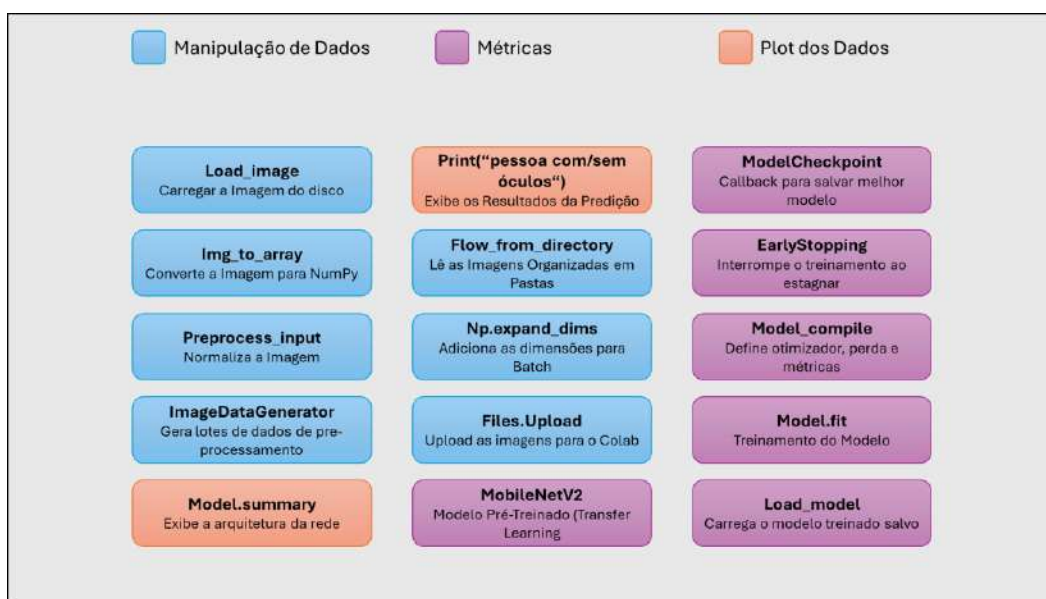 Manipulação de Dados
Métricas
Plot dos Dados
Load_image
Carregar a Imagem do disco
Print(“pessoa com/sem
óculos“)
Exibe os Resultados da Predição
ModelCheckpoint
Callback para salvar melhor
modelo
Img_to_array
Converte a Imagem para NumPy
Flow_from_directory
Lê as Imagens Organizadas em
Pastas
EarlyStopping
Interrompe o treinamento ao
estagnar
Preprocess_input
Normaliza a Imagem
Np.expand_dims
Adiciona as dimensões para
Batch
Model_compile
Define otimizador, perda e
métricas
ImageDataGenerator
Gera lotes de dados de pre-
processamento
Files.Upload
Upload as imagens para o Colab
Model.fit
Treinamento do Modelo
Model.summary
Exibe a arquitetura da rede
MobileNetV2
Modelo Pré-Treinado (Transfer
Learning
Load_model
Carrega o modelo treinado salvo